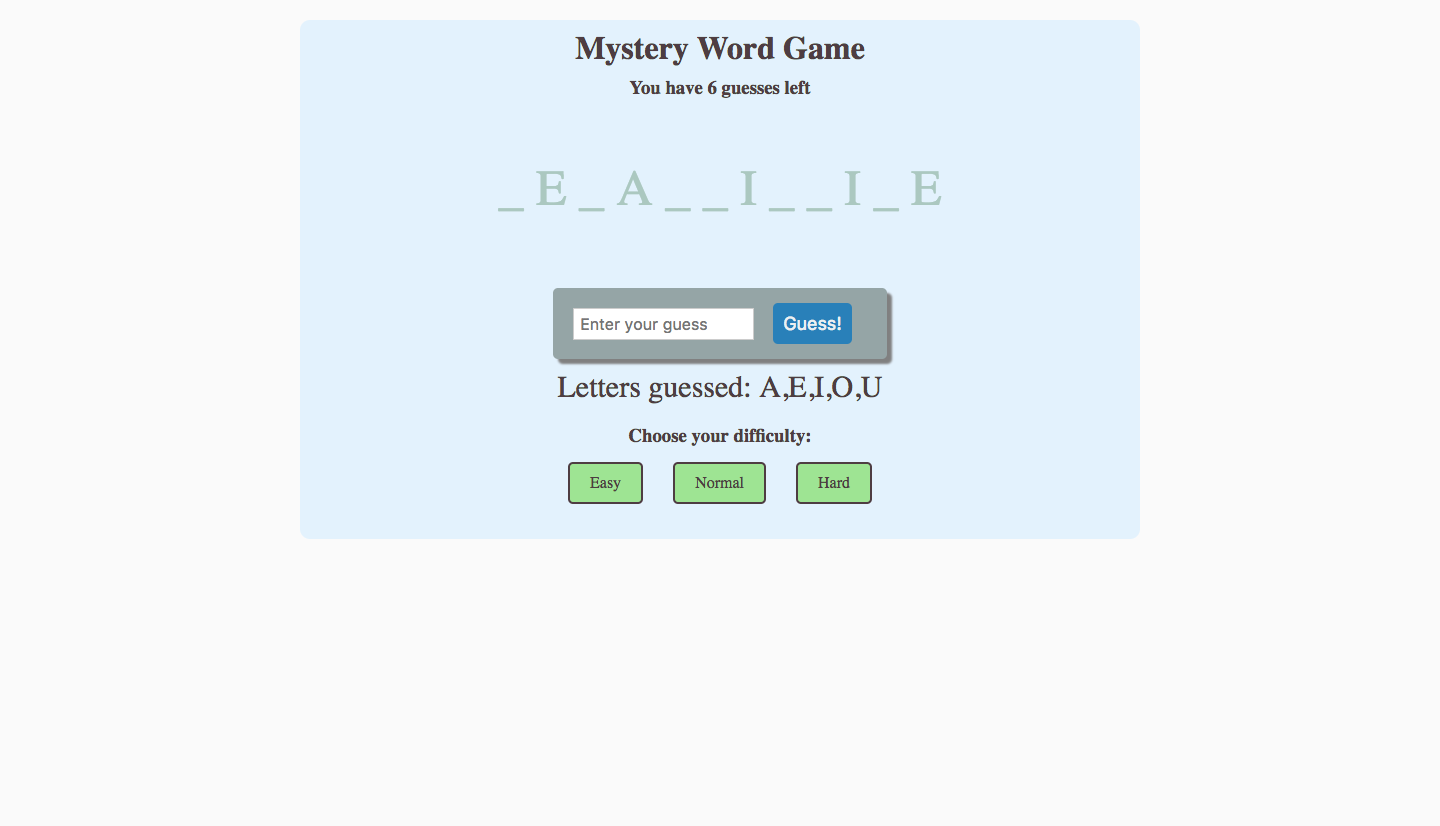 Mystery Word Game
You have 6 guesses left
_ E _ A _ _ I _ _ I _ E
Enter your guess
Guess!
Letters guessed: A,E,I,O,U
Choose your difficulty:
Easy
Normal
Hard